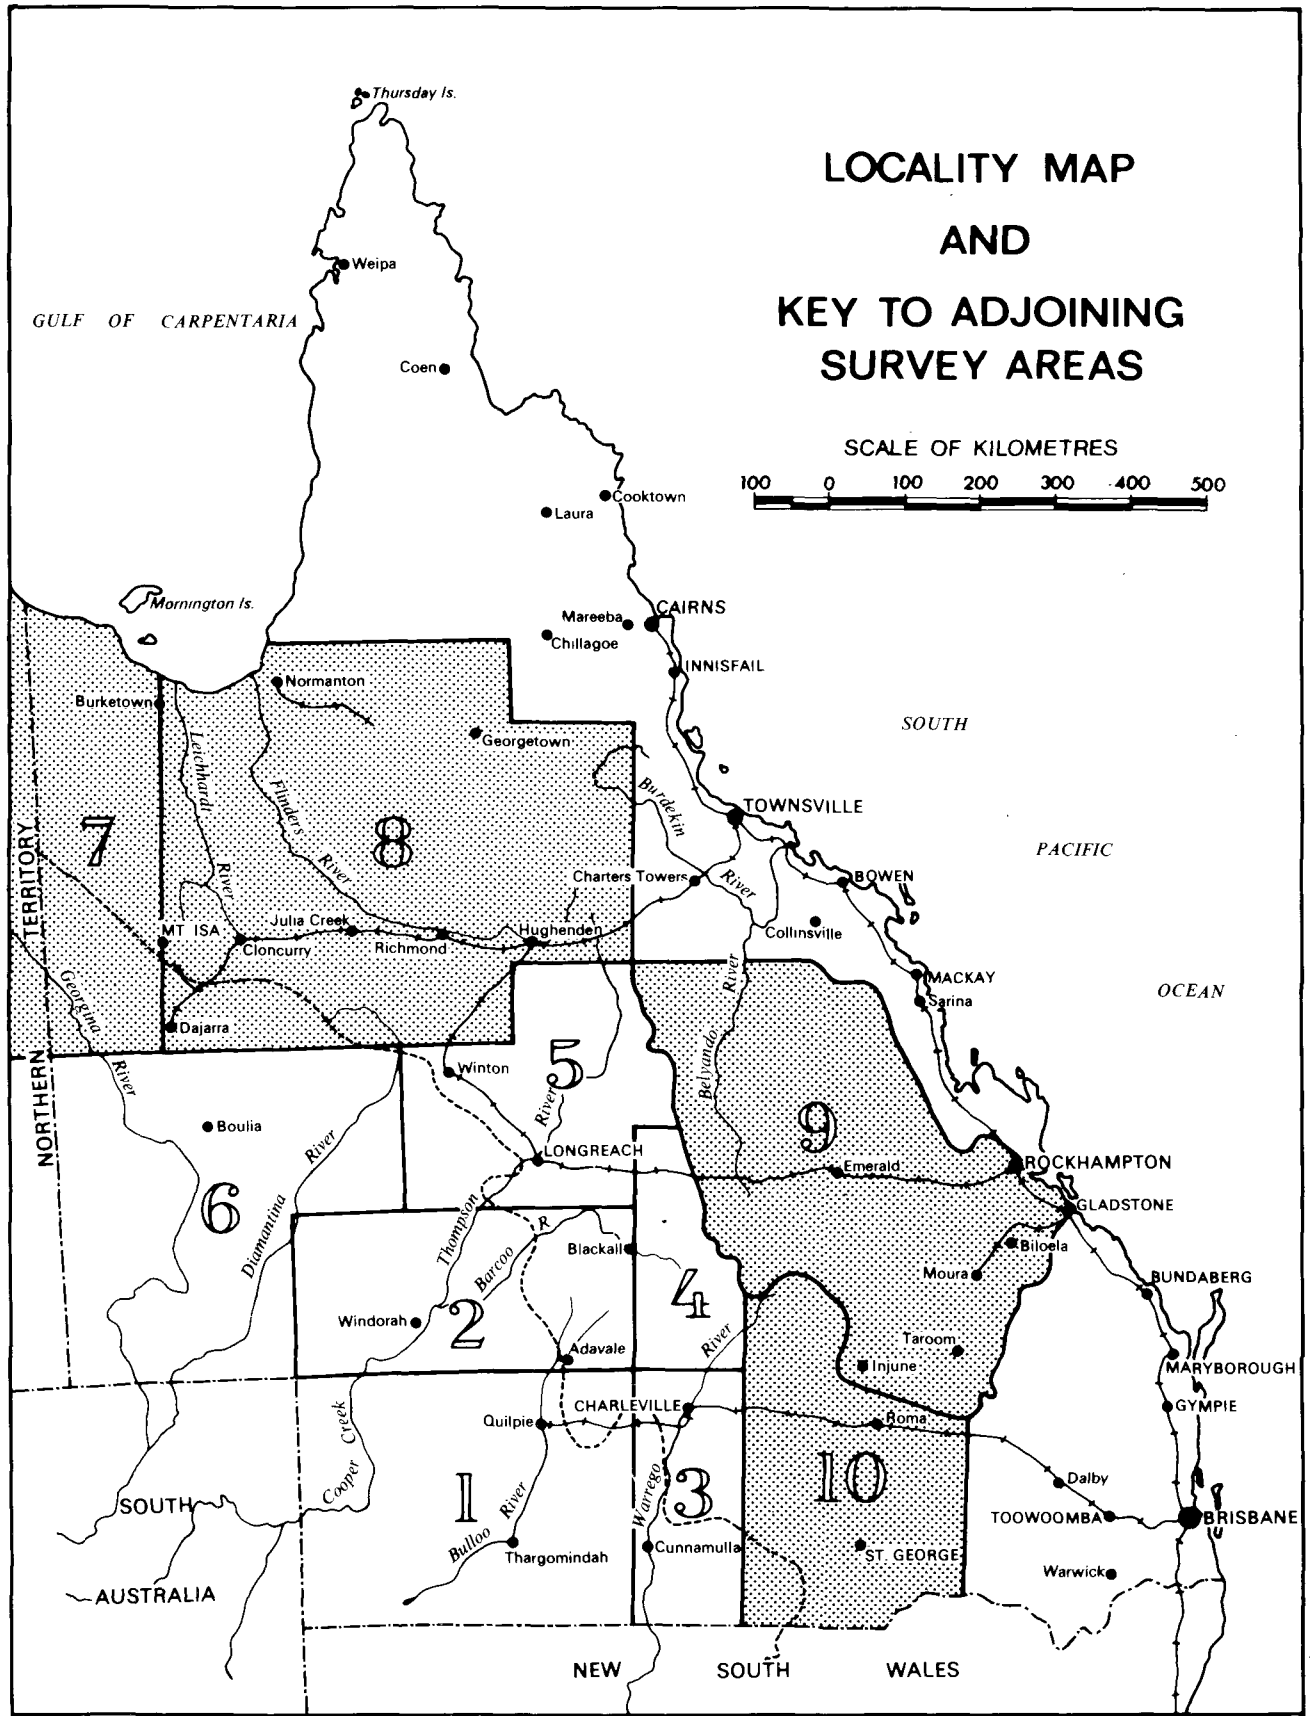 Thursday Is.
LOCALITY MAP
AND
KEY TO ADJOINING
SURVEY AREAS
Weipa
GULF OF CARPENTARIA
Coen
SCALE OF KILOMETRES
100 0 100 200 300 400 500
Cooktown
Laura
Mornington Is.
CAIRNS
Mareeba
Chillagoe
INNISFAIL
Normanton
Burketown
SOUTH
Georgetown
Leichhardt
River
Flinders
River
Burdekin
River
TOWNSVILLE
7
8
PACIFIC
NORTHERN TERRITORY
Charters Towers
BOWEN
Collinsville
MT ISA
Julia Creek
Cloncurry
Richmond
Hughenden
MACKAY
Sarina
OCEAN
Georgina
River
Dajarra
Belyando
River
5
Winton
River
Boulia
9
LONGREACH
Emerald
ROCKHAMPTON
6
Diamantina
River
Thompson
Barcoo R
Blackall
GLADSTONE
Biloela
Moura
BUNDABERG
4
2
Windorah
River
Adavale
Taroom
Injune
MARYBOROUGH
CHARLEVILLE
Quilpie
Roma
GYMPIE
Cooper Creek
1
3
10
Dalby
SOUTH
Bulloo
River
Warrego
TOOWOOMBA
BRISBANE
Thargomindah
Cunnamulla
ST. GEORGE
Warwick
AUSTRALIA
NEW SOUTH WALES